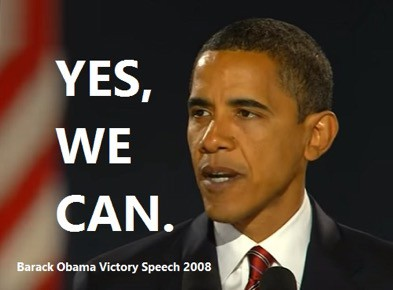 YES,
WE
CAN.
Barack Obama Victory Speech 2008